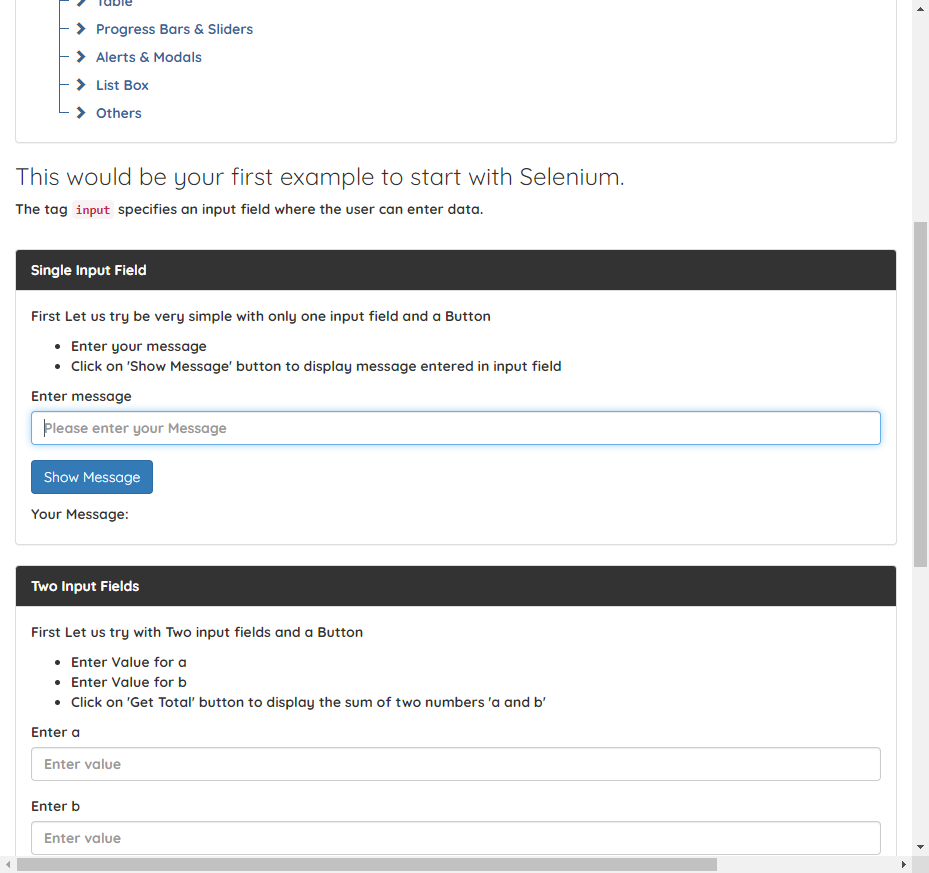 Table
Progress Bars & Sliders
Alerts & Modals
List Box
Others
This would be your first example to start with Selenium.
The tag input specifies an input field where the user can enter data.
Single Input Field
First Let us try be very simple with only one input field and a Button
Enter your message
Click on 'Show Message' button to display message entered in input field
Enter message
Please enter your Message
Show Message
Your Message:
Two Input Fields
First Let us try with Two input fields and a Button
Enter Value for a
Enter Value for b
Click on 'Get Total' button to display the sum of two numbers 'a and b'
Enter a
Enter value
Enter b
Enter value